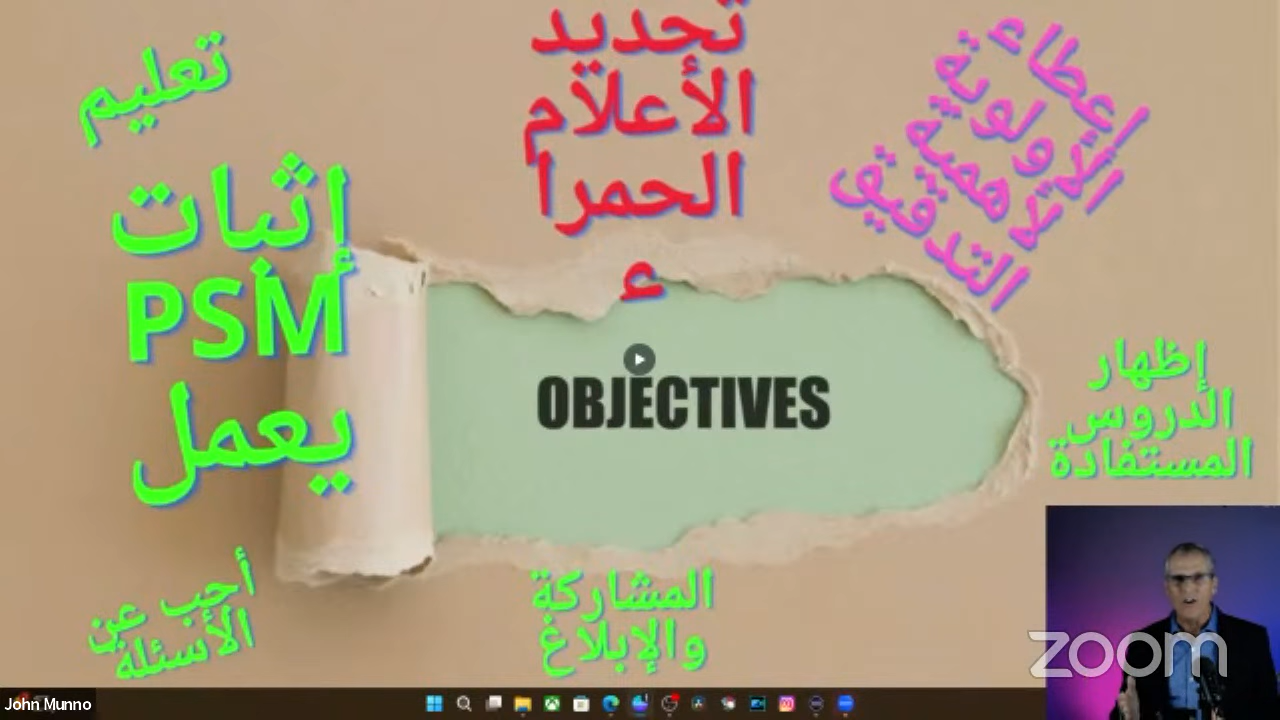 تعليم
إثبات
PSM
يعمل
أجب عن
الأسئلة
تحديد
الأعلام
الحمرا
ء
OBJECTIVES
المشاركة
والإبلاغ
إعطاء
الأولوية
لأهمية
التدقيق
إظهار
الدروس
المستفادة
zoom
John Munno